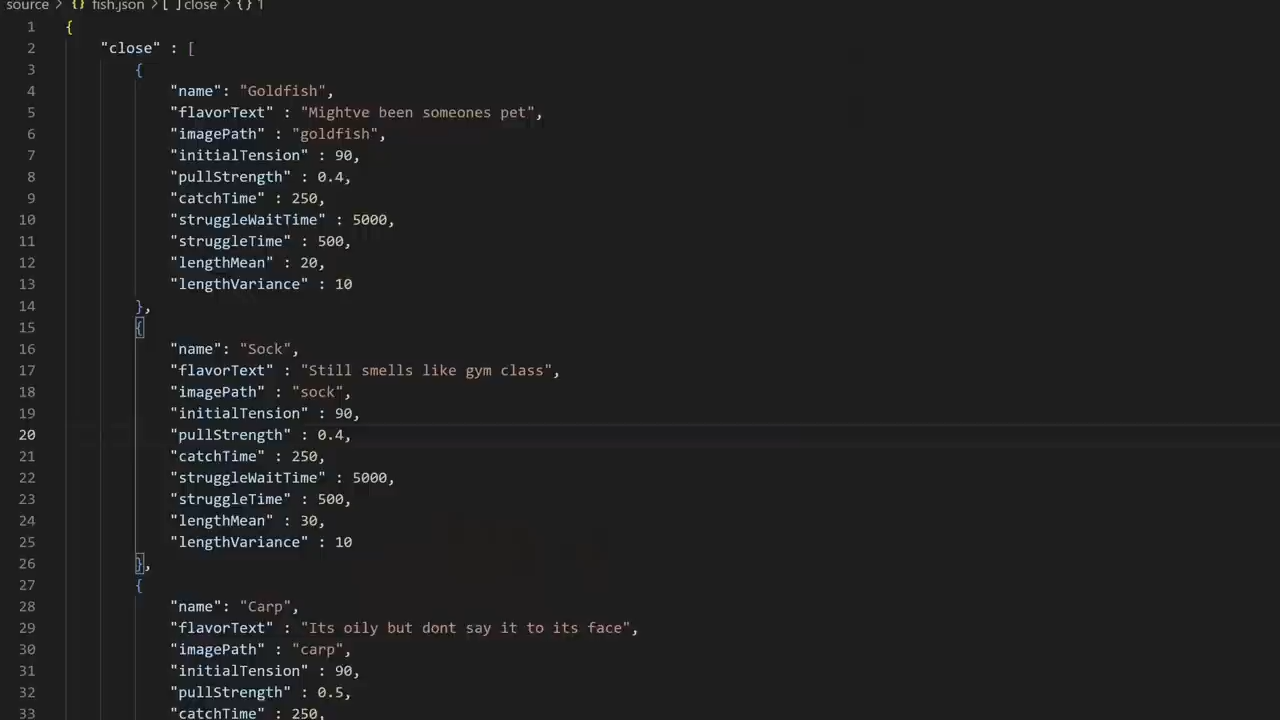 source > {} fish.json > [ ] close > {} 1
1 {
2 "close" : [
3 {
4 "name": "Goldfish",
5 "flavorText" : "Mightve been someones pet",
6 "imagePath" : "goldfish",
7 "initialTension" : 90,
8 "pullStrength" : 0.4,
9 "catchTime" : 250,
10 "struggleWaitTime" : 5000,
11 "struggleTime" : 500,
12 "lengthMean" : 20,
13 "lengthVariance" : 10
14 },
15 {
16 "name": "Sock",
17 "flavorText" : "Still smells like gym class",
18 "imagePath" : "sock",
19 "initialTension" : 90,
20 "pullStrength" : 0.4,
21 "catchTime" : 250,
22 "struggleWaitTime" : 5000,
23 "struggleTime" : 500,
24 "lengthMean" : 30,
25 "lengthVariance" : 10
26 },
27 {
28 "name": "Carp",
29 "flavorText" : "Its oily but dont say it to its face",
30 "imagePath" : "carp",
31 "initialTension" : 90,
32 "pullStrength" : 0.5,
33 "catchTime" : 250,